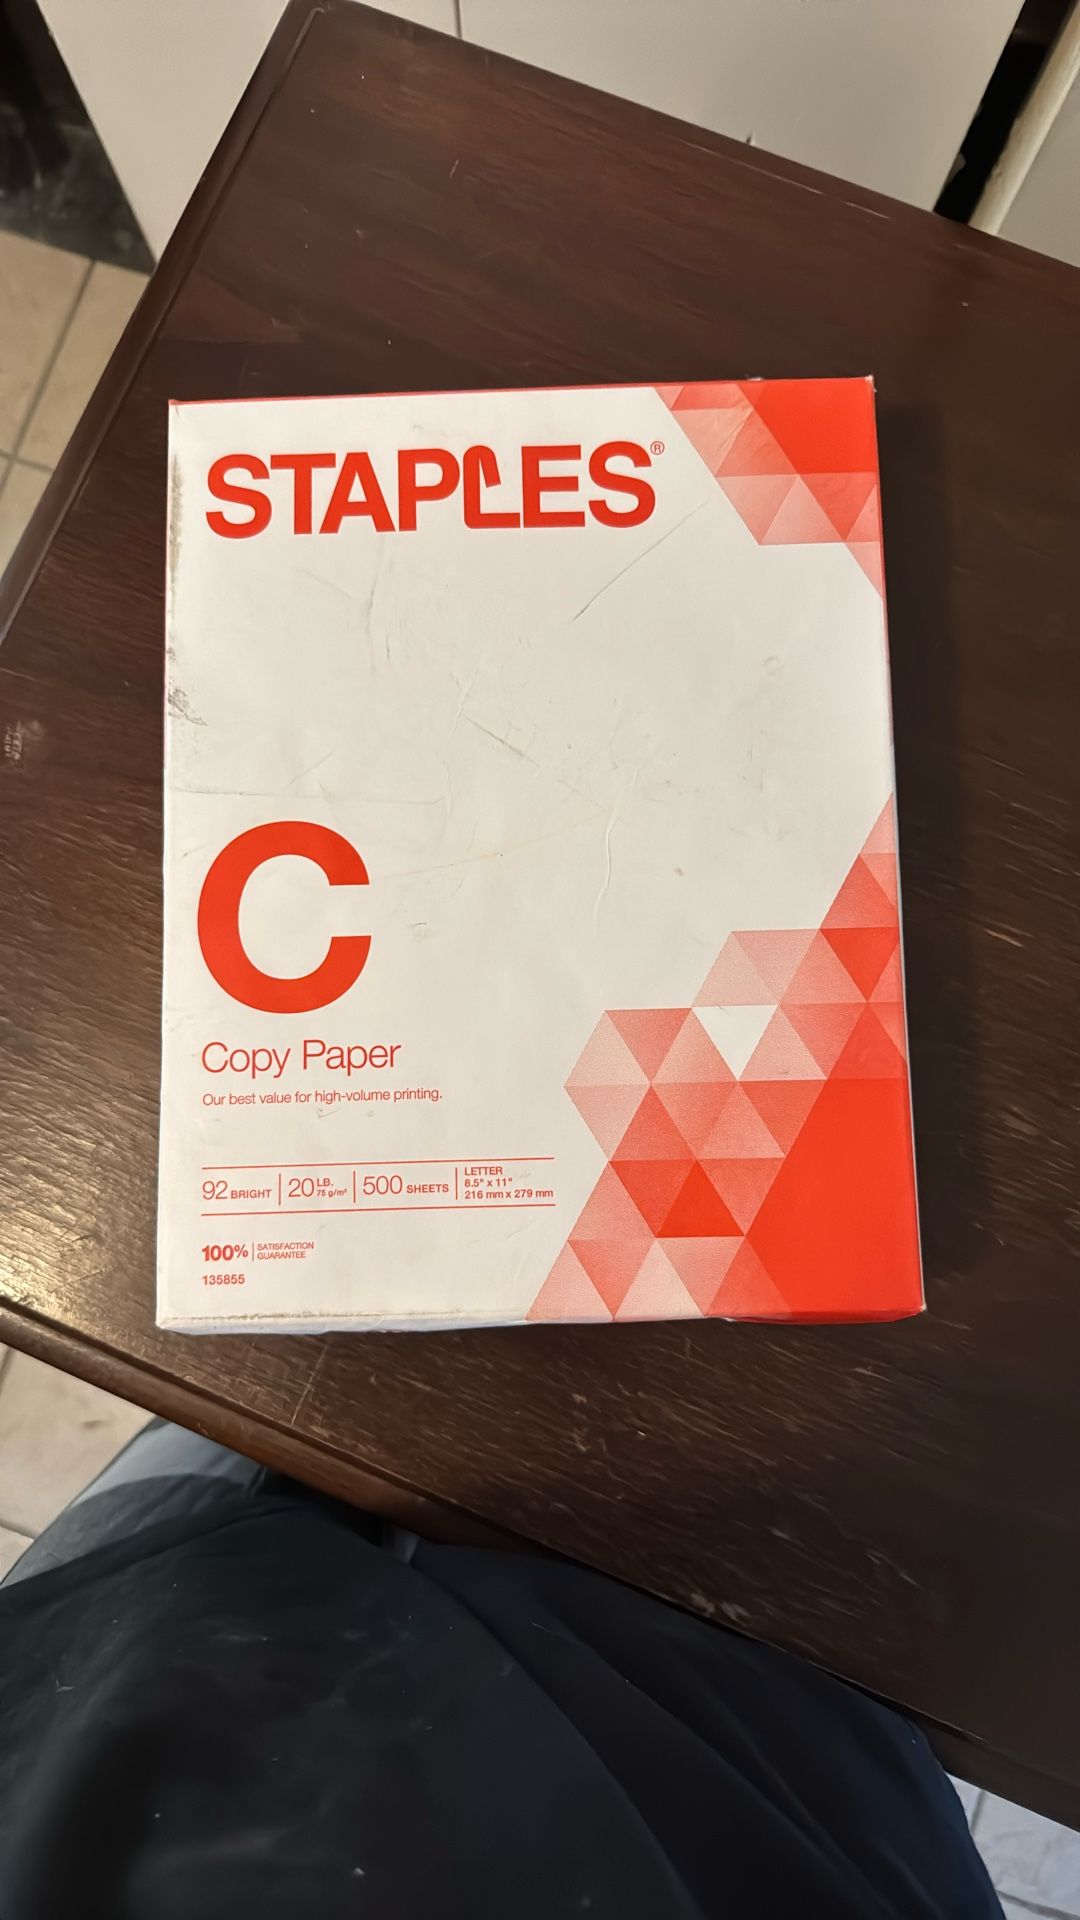 STAPLES®
C
Copy Paper
Our best value for high-volume printing.
92 BRIGHT | 20 LB. 75 g/m² | 500 SHEETS | LETTER
8.5" x 11"
216 mm x 279 mm
100% | SATISFACTION
GUARANTEE
135855